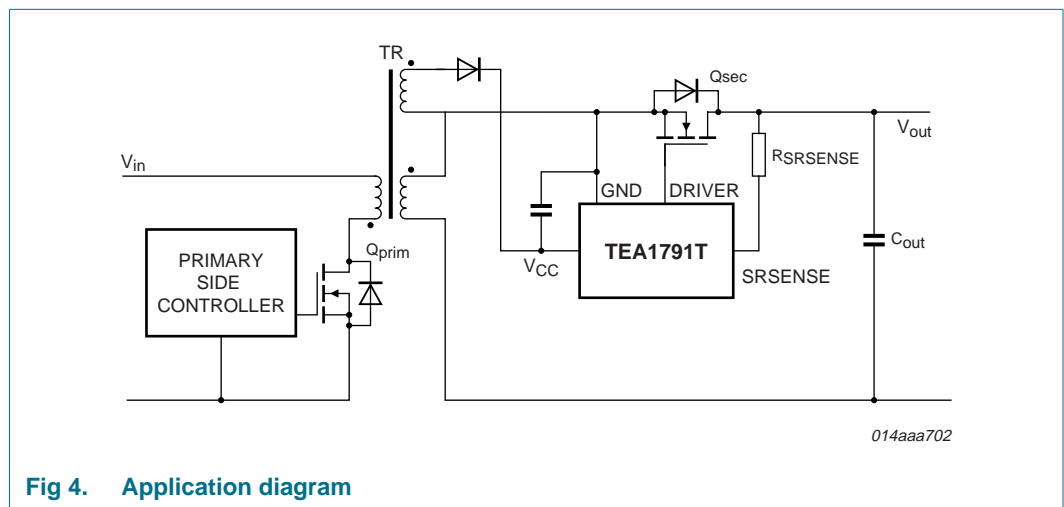 TR
Qsec
Vout
Vin
RSRSENSE
GND
DRIVER
Cout
Qprim
TEA1791T
PRIMARY
SIDE
CONTROLLER
VCC
SRSENSE
014aaa702
Fig 4. Application diagram